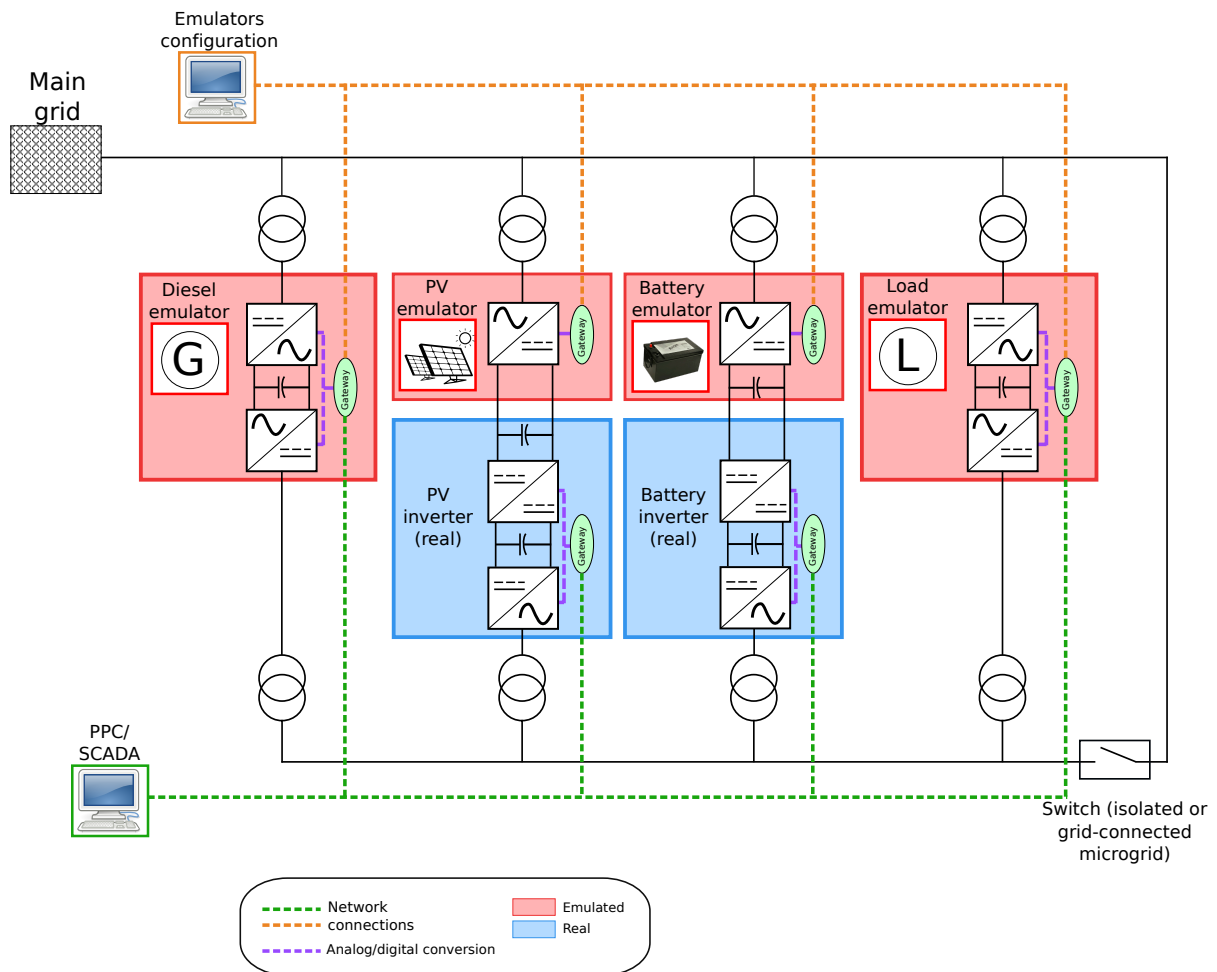 Emulators
configuration
Main
grid
Diesel
emulator
G
Gateway
PV
emulator
Gateway
Battery
emulator
Gateway
Load
emulator
L
Gateway
PV
inverter
(real)
Gateway
Battery
inverter
(real)
Gateway
PPC/
SCADA
Switch (isolated or
grid-connected
microgrid)
Network
connections
Analog/digital conversion
Emulated
Real